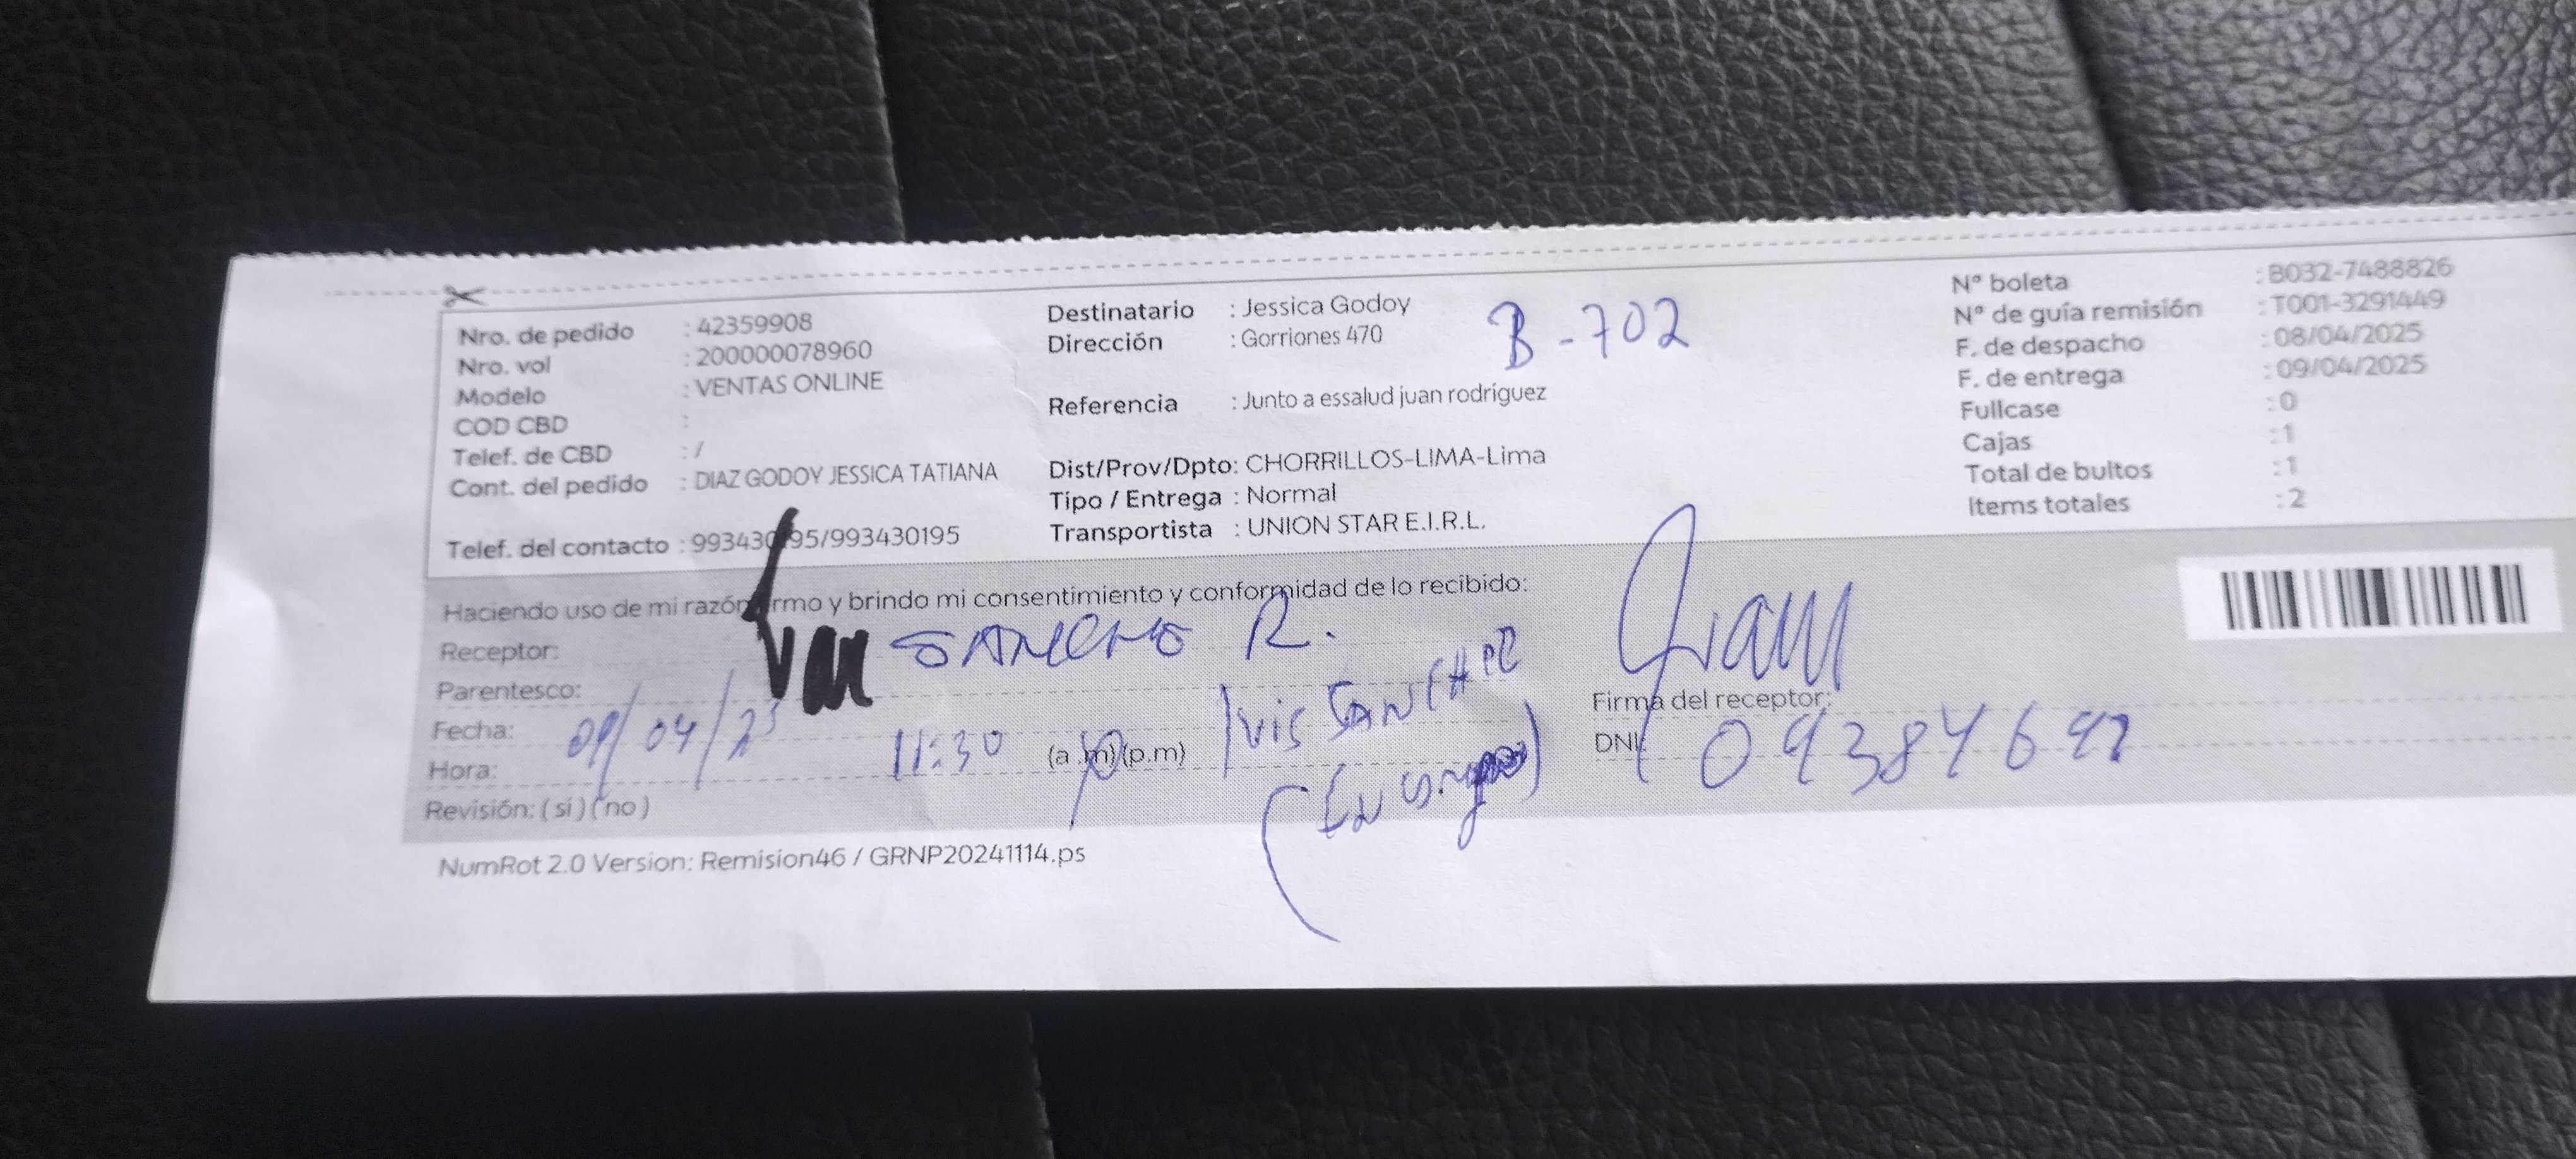 Nro. de pedido : 42359908
Nro. vol : 200000078960
Modelo : VENTAS ONLINE
COD CBD :
Telef. de CBD : /
Cont. del pedido : DIAZ GODOY JESSICA TATIANA
Telef. del contacto : 993430195/993430195
Destinatario : Jessica Godoy
Dirección : Gorriones 470
B-702
Referencia : Junto a essalud juan rodríguez
Dist/Prov/Dpto: CHORRILLOS-LIMA-Lima
Tipo / Entrega : Normal
Transportista : UNION STAR E.I.R.L.
Nº boleta : B032-7488826
Nº de guía remisión : T001-3291449
F. de despacho : 08/04/2025
F. de entrega : 09/04/2025
Fullcase : 0
Cajas : 1
Total de bultos : 1
Items totales : 2
Haciendo uso de mi razón firmo y brindo mi consentimiento y conformidad de lo recibido:
Receptor: R.
Parentesco:
Fecha: 09/04/25
Hora: 11:30 (a.m)(p.m)
luis SANCHEZ
Revisión: (si) (no)
Firma del receptor:
DNI:
NumRot 2.0 Version: Remision46 / GRNP20241114.ps